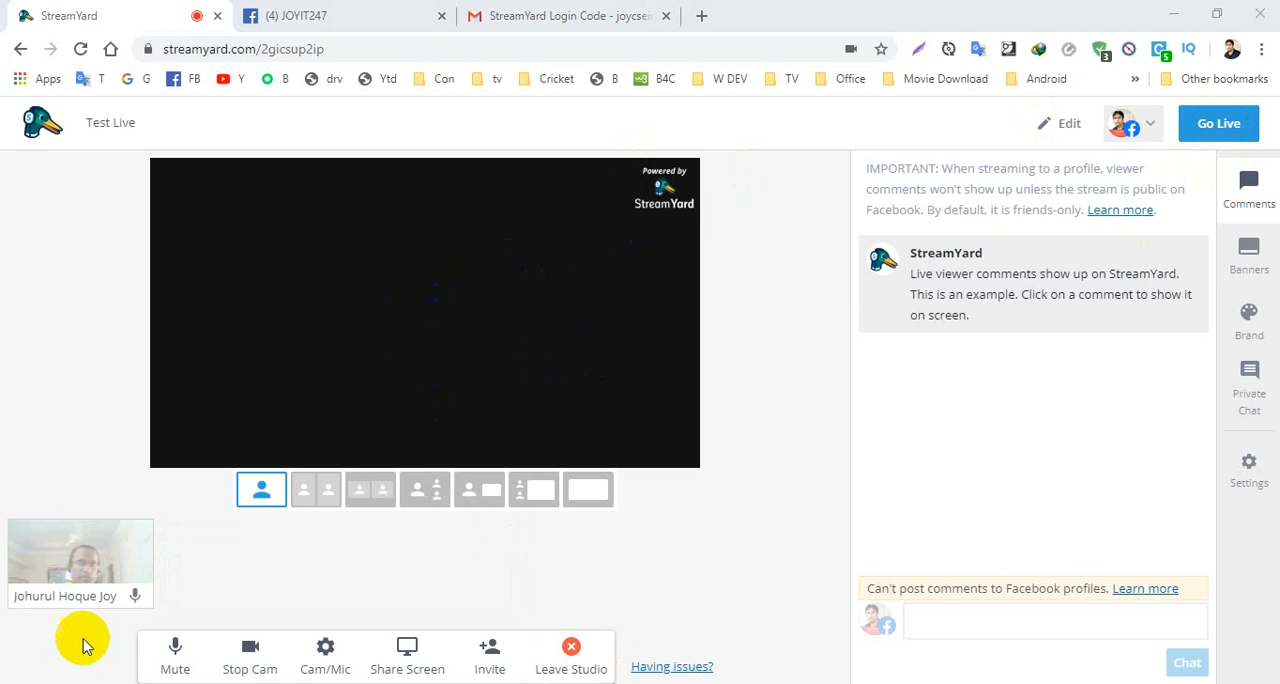 StreamYard
(4) JOYIT247
StreamYard Login Code - joycsei
streamyard.com/2gicsup2ip
3
S
IQ
Apps
T
G
FB
Y
B
drv
Ytd
Con
tv
Cricket
B
B4C
W DEV
TV
Office
Movie Download
Android
»
Other bookmarks
Test Live
Edit
Go Live
Powered by
StreamYard
IMPORTANT: When streaming to a profile, viewer
comments won't show up unless the stream is public on
Facebook. By default, it is friends-only. Learn more.
StreamYard
Live viewer comments show up on StreamYard.
This is an example. Click on a comment to show it
on screen.
Comments
Banners
Brand
Private
Chat
Settings
Johurul Hoque Joy
Can't post comments to Facebook profiles. Learn more
Chat
Mute
Stop Cam
Cam/Mic
Share Screen
Invite
Leave Studio
Having issues?